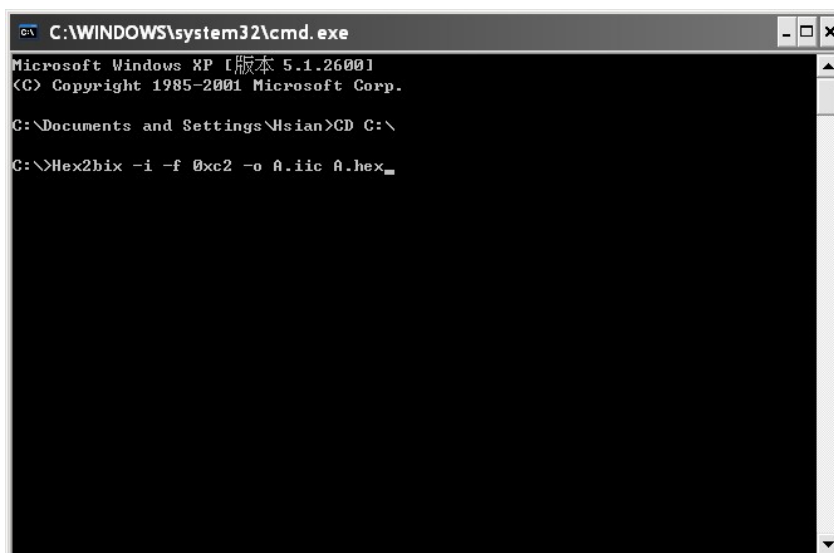 C:\WINDOWS\system32\cmd.exe
Microsoft Windows XP [版本 5.1.2600]
(C) Copyright 1985-2001 Microsoft Corp.
C:\Documents and Settings\Hsian>CD C:\
C:\>Hex2bix -i -f 0xc2 -o A.iic A.hex_